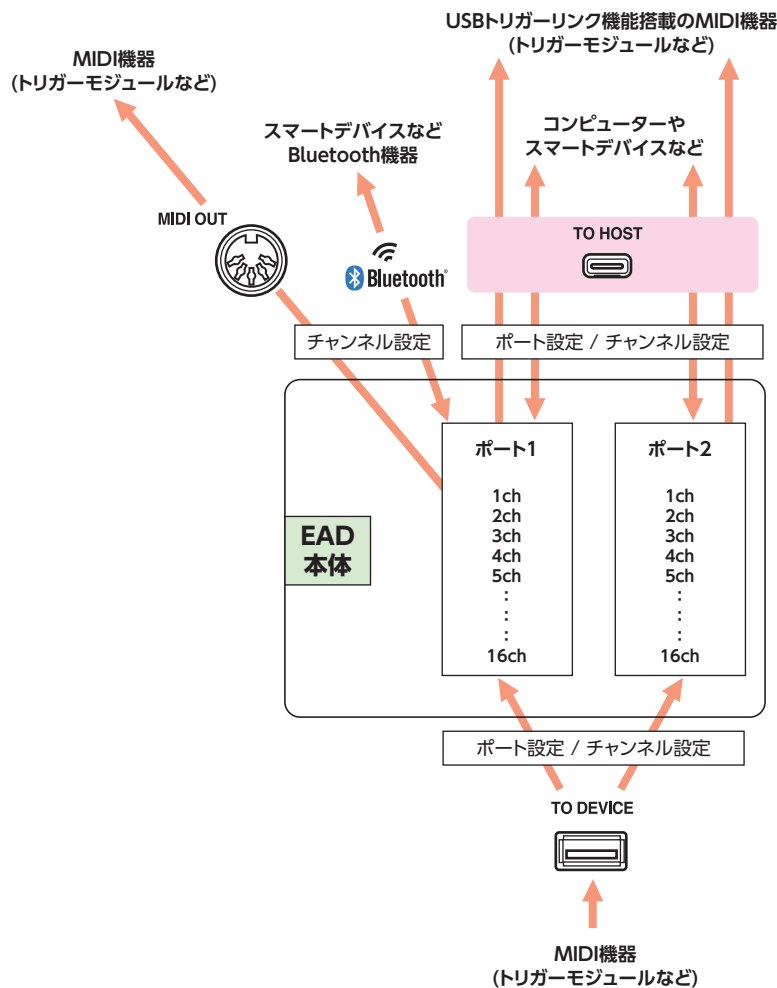 USBトリガーリンク機能搭載のMIDI機器
(トリガーモジュールなど)
MIDI機器
(トリガーモジュールなど)
スマートデバイスなど
Bluetooth機器
コンピューターや
スマートデバイスなど
MIDI OUT
TO HOST
Bluetooth®
チャンネル設定
ポート設定 / チャンネル設定
EAD
本体
ポート1
1ch
2ch
3ch
4ch
5ch
:
:
:
16ch
ポート2
1ch
2ch
3ch
4ch
5ch
:
:
:
16ch
ポート設定 / チャンネル設定
TO DEVICE
MIDI機器
(トリガーモジュールなど)